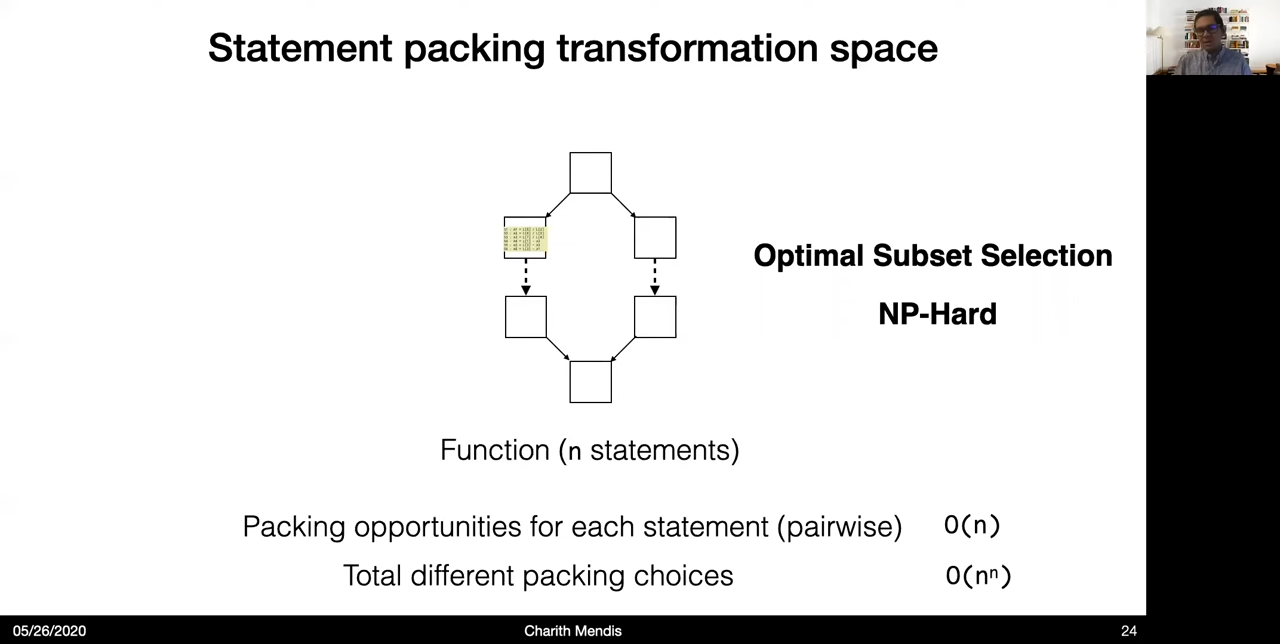 Statement packing transformation space
Optimal Subset Selection
NP-Hard
Function (n statements)
Packing opportunities for each statement (pairwise) O(n)
Total different packing choices O(nⁿ)
05/26/2020 Charith Mendis 24